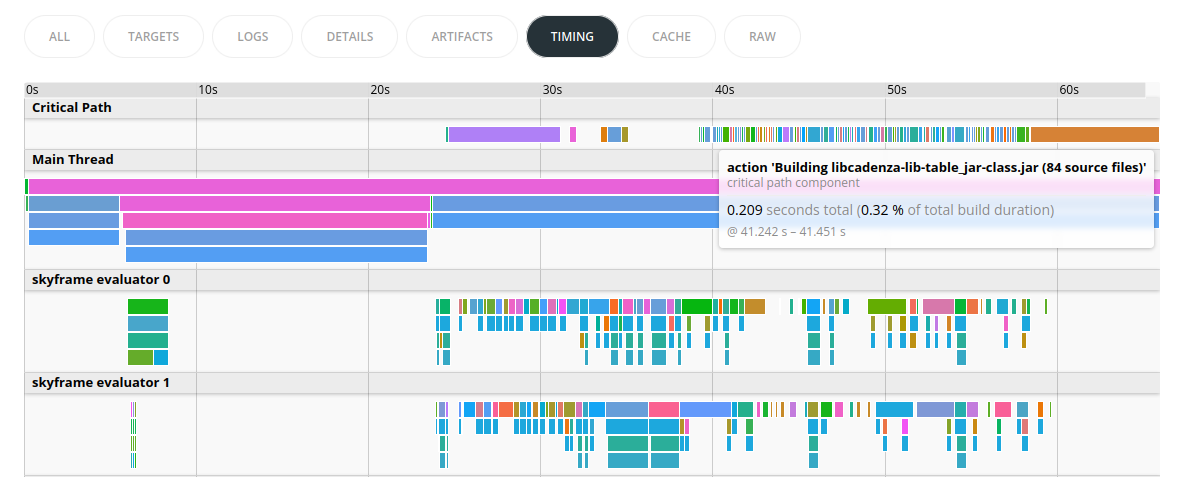 ALL TARGETS LOGS DETAILS ARTIFACTS TIMING CACHE RAW
0s 10s 20s 30s 40s 50s 60s
Critical Path
Main Thread
action 'Building libcadenza-lib-table_jar-class.jar (84 source files)'
critical path component
0.209 seconds total (0.32 % of total build duration)
@ 41.242 s – 41.451 s
skyframe evaluator 0
skyframe evaluator 1